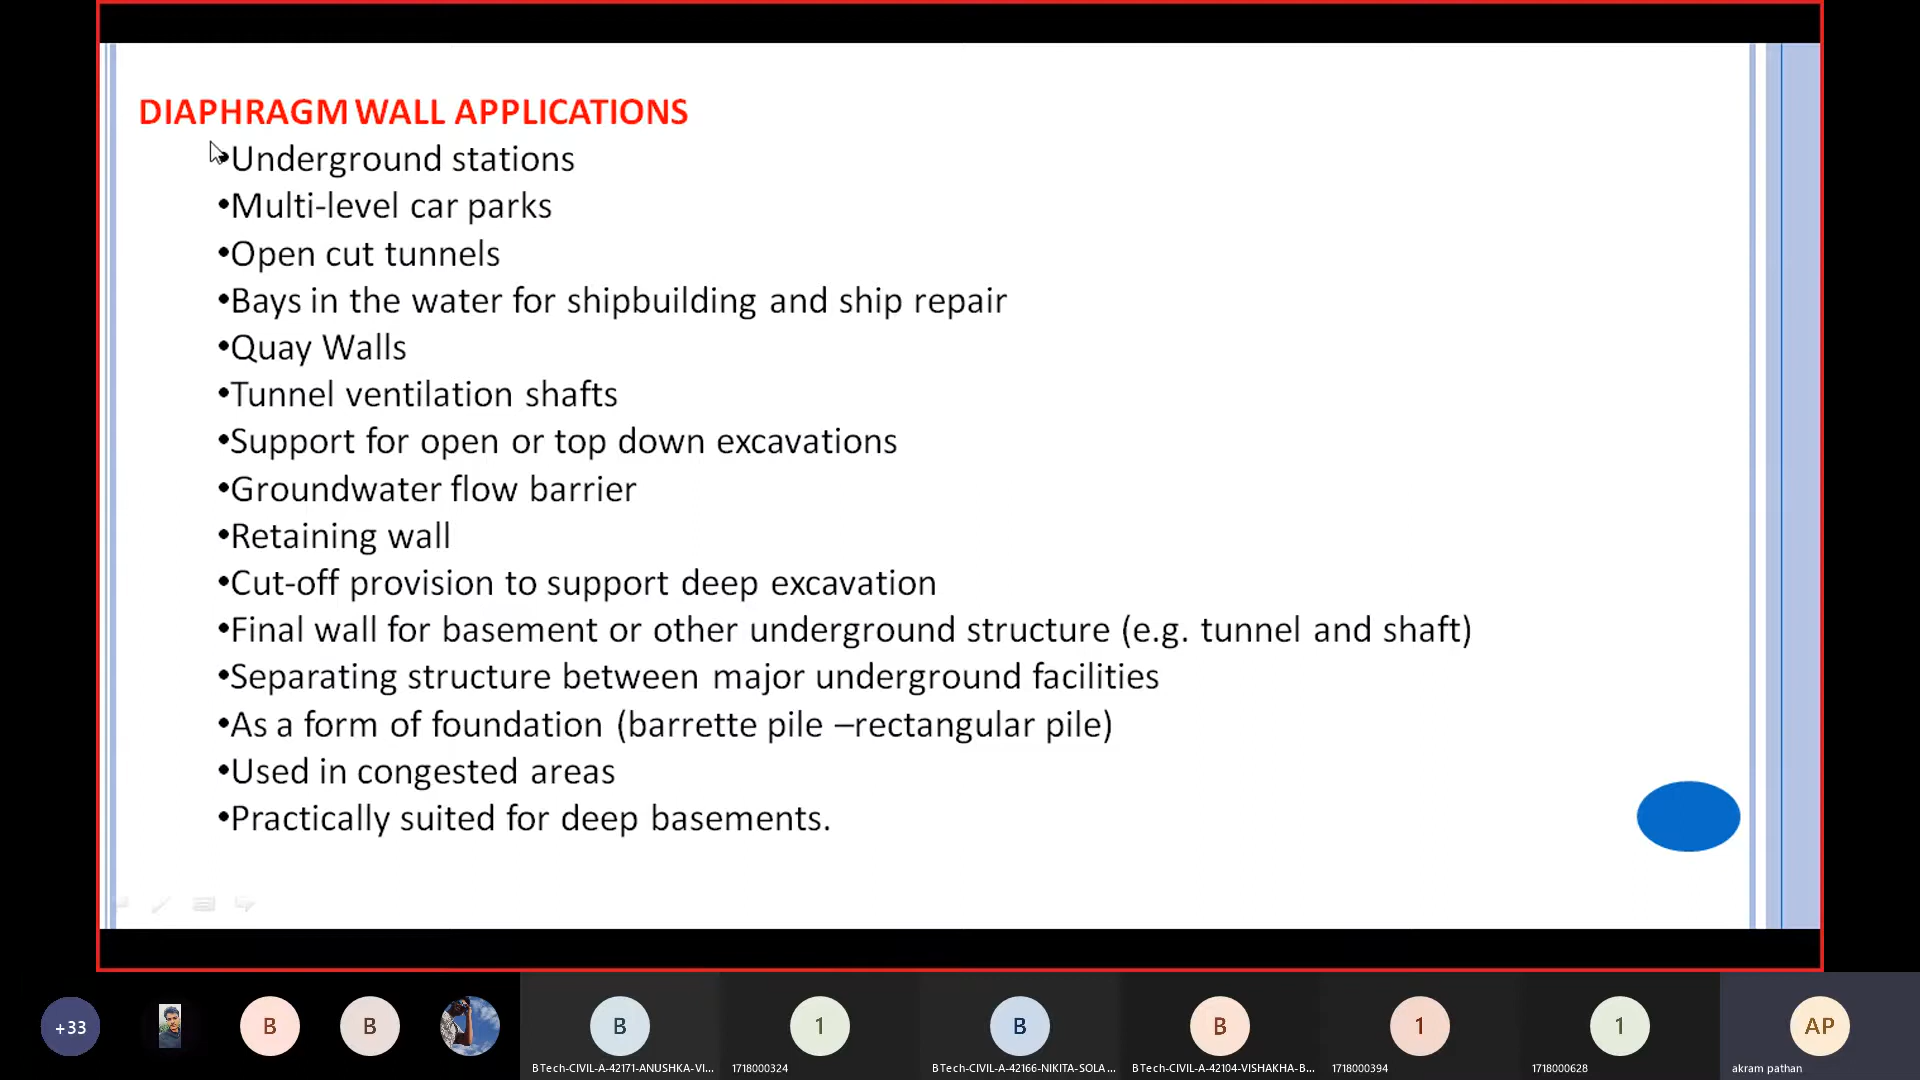 DIAPHRAGM WALL APPLICATIONS
•Underground stations
•Multi-level car parks
•Open cut tunnels
•Bays in the water for shipbuilding and ship repair
•Quay Walls
•Tunnel ventilation shafts
•Support for open or top down excavations
•Groundwater flow barrier
•Retaining wall
•Cut-off provision to support deep excavation
•Final wall for basement or other underground structure (e.g. tunnel and shaft)
•Separating structure between major underground facilities
•As a form of foundation (barrette pile –rectangular pile)
•Used in congested areas
•Practically suited for deep basements.
+33 B B B 1 B B 1 1 AP
BTech-CIVIL-A-42171-ANUSHKA-VI... 1718000324 BTech-CIVIL-A-42166-NIKITA-SOLA... BTech-CIVIL-A-42104-VISHAKHA-B... 1718000394 1718000628 akram pathan